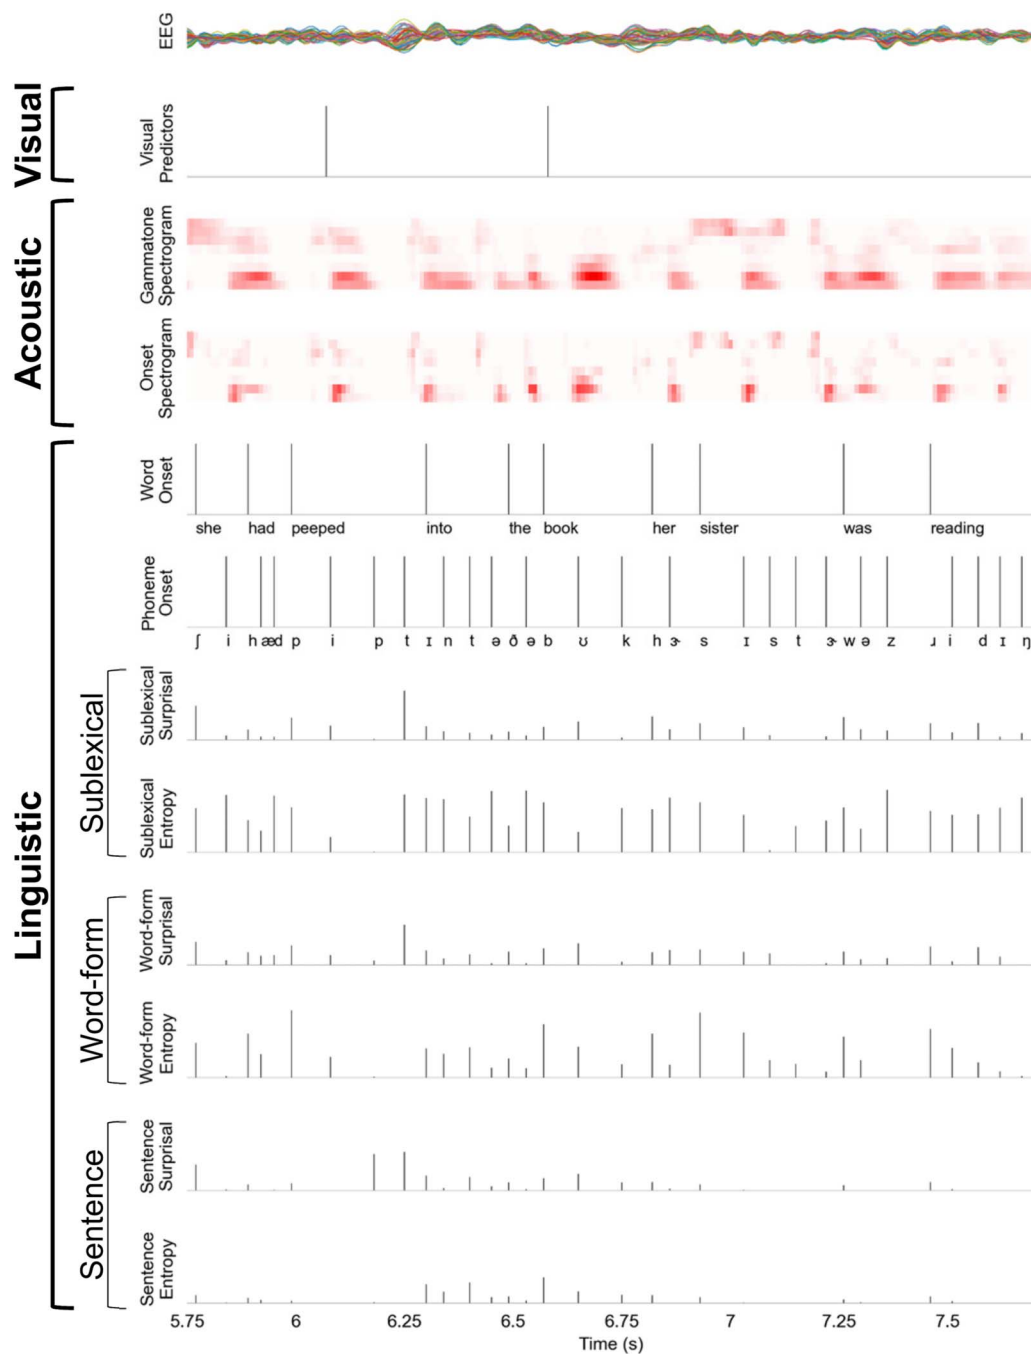 EEG
Visual
Visual
Predictors
Acoustic
Gammatone
Spectrogram
Onset
Spectrogram
Linguistic
Word
Onset
she had peeped into the book her sister was reading
Phoneme
Onset
ʃ i h æd p i p t ɪ n t ə ð ə b ʊ k h ɝ s ɪ s t ɝ w ə z ɹ i d ɪ ŋ
Sublexical
Sublexical
Surprisal
Sublexical
Entropy
Word-form
Word-form
Surprisal
Word-form
Entropy
Sentence
Sentence
Surprisal
Sentence
Entropy
5.75 6 6.25 6.5 6.75 7 7.25 7.5
Time (s)